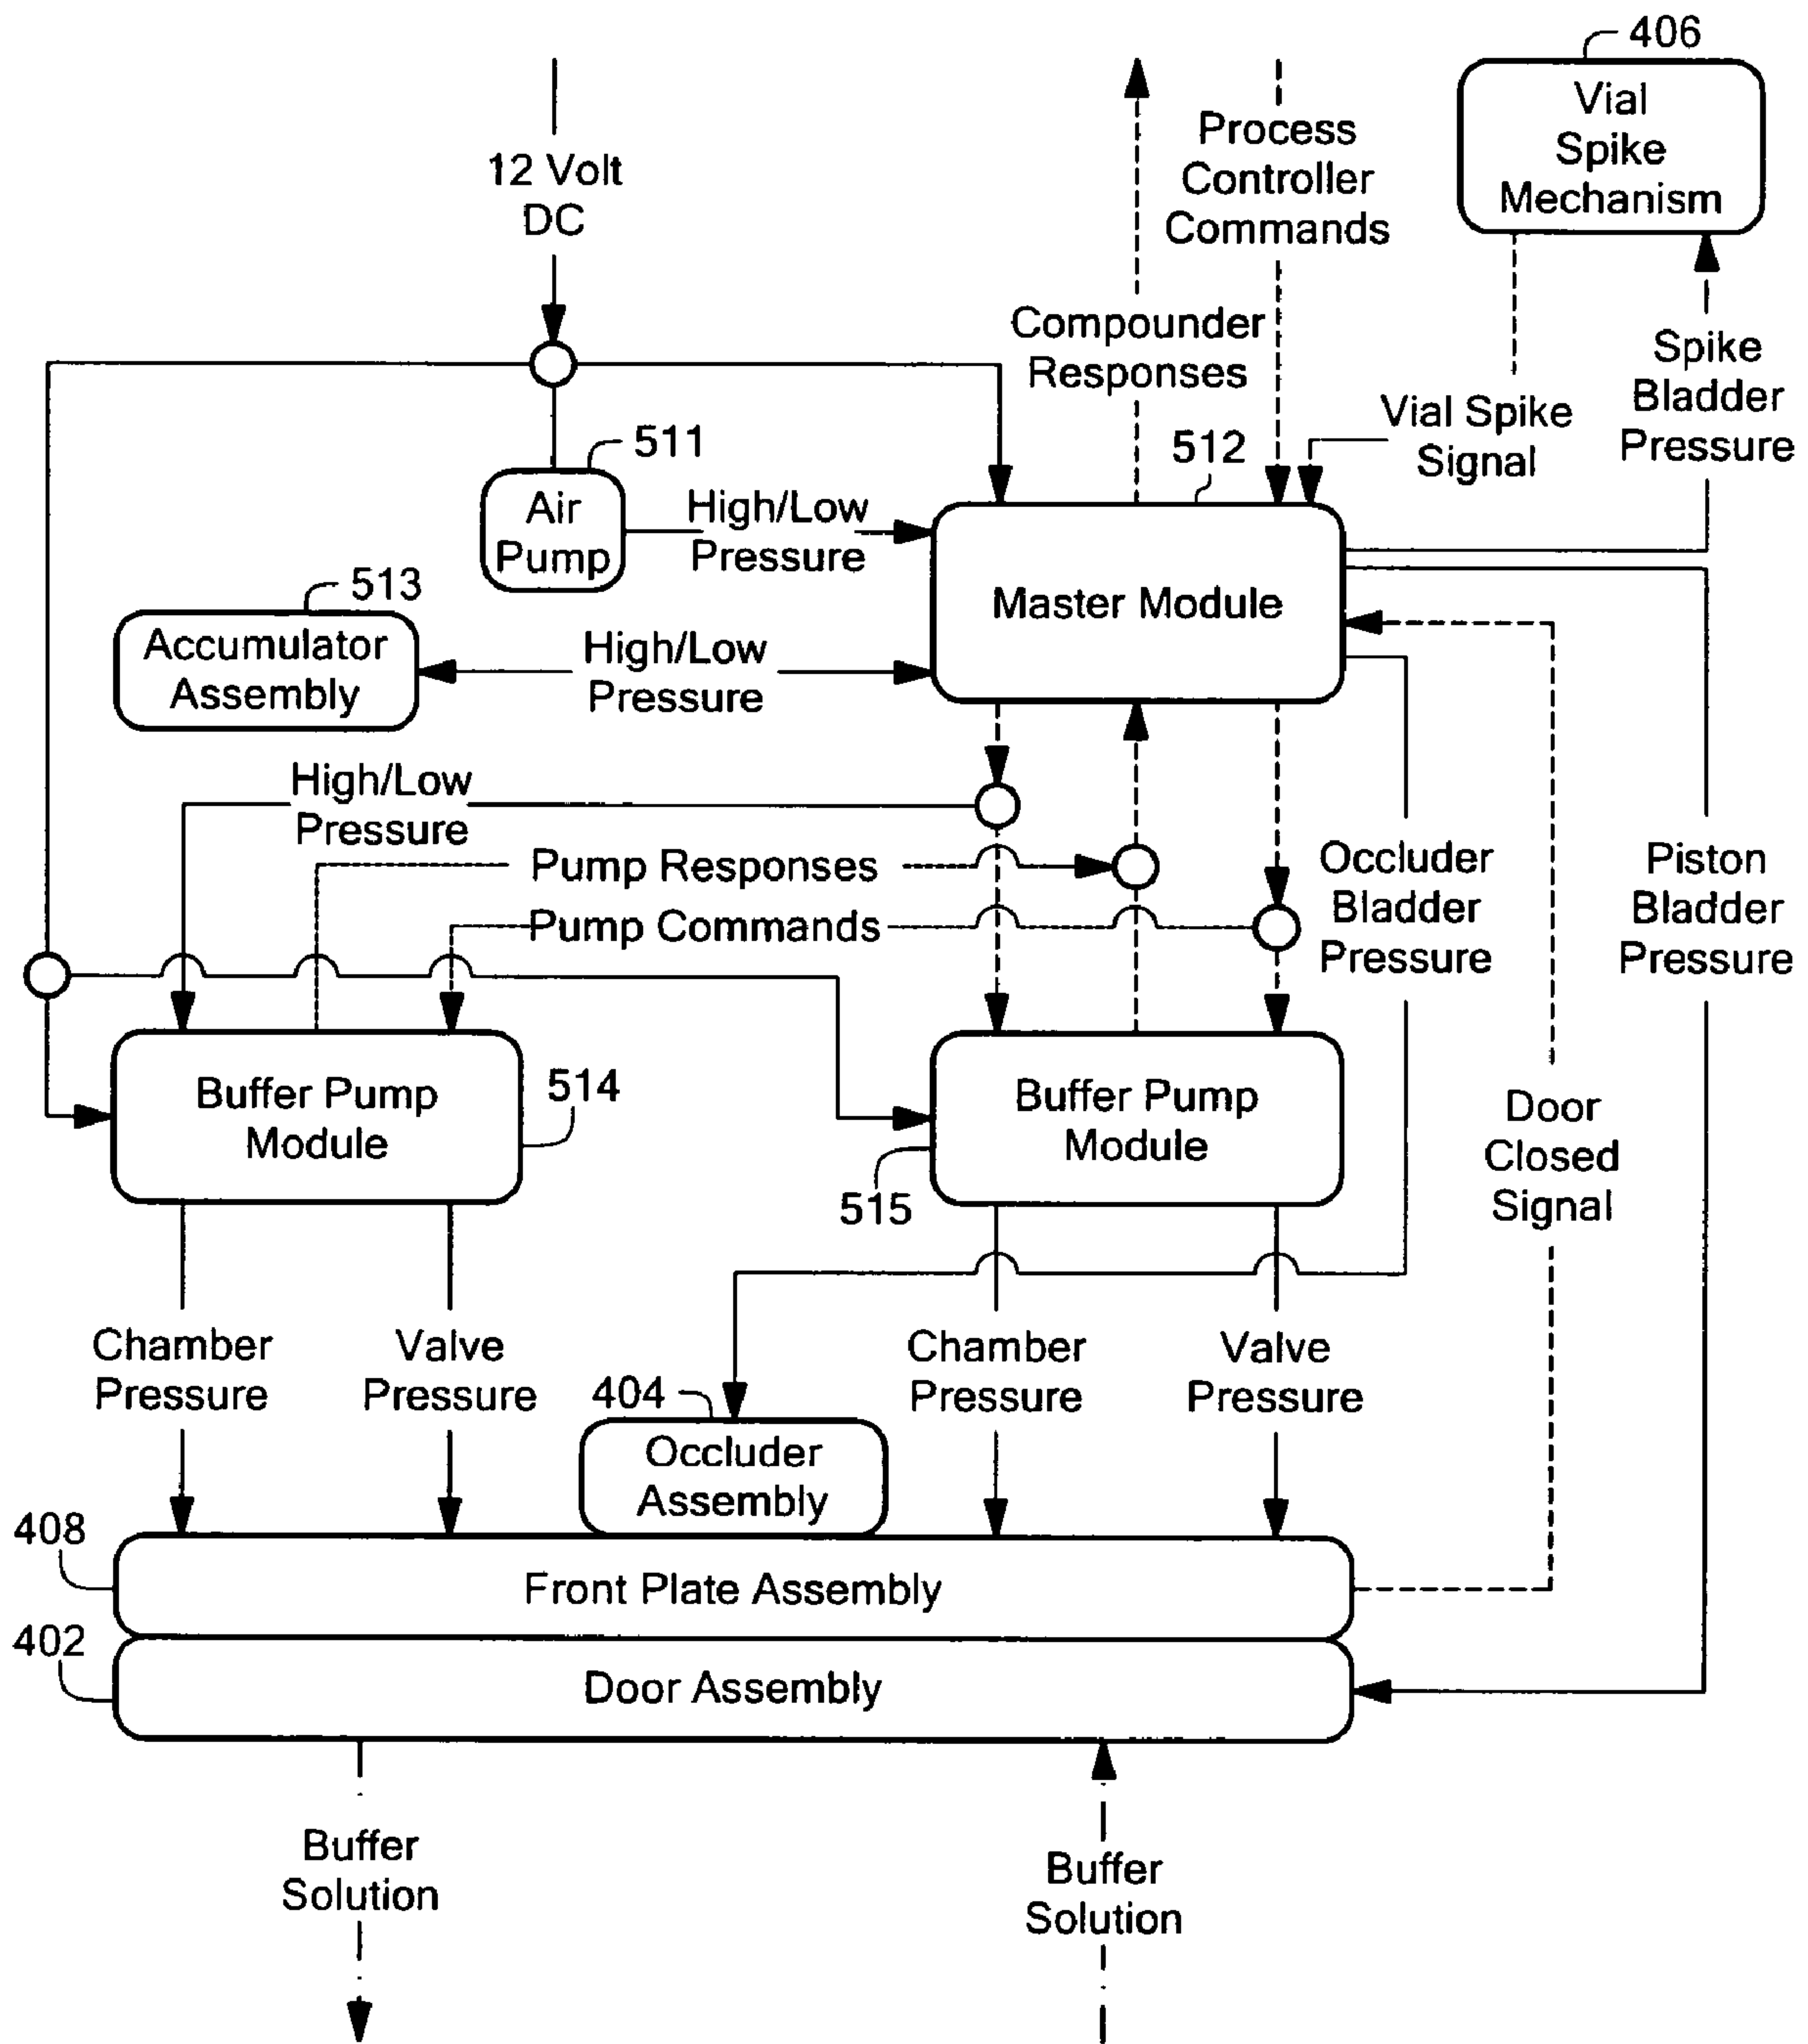 406
Vial
Spike
Mechanism
12 Volt
DC
Process
Controller
Commands
Compounder
Responses
Spike
Bladder
Pressure
Vial Spike
Signal
511
Air
Pump
High/Low
Pressure
512
Master Module
513
Accumulator
Assembly
High/Low
Pressure
High/Low
Pressure
Pump Responses
Pump Commands
Occluder
Bladder
Pressure
Piston
Bladder
Pressure
Buffer Pump
Module
514
Buffer Pump
Module
515
Door
Closed
Signal
Chamber
Pressure
Valve
Pressure
Chamber
Pressure
Valve
Pressure
404
Occluder
Assembly
408
Front Plate Assembly
402
Door Assembly
Buffer
Solution
Buffer
Solution